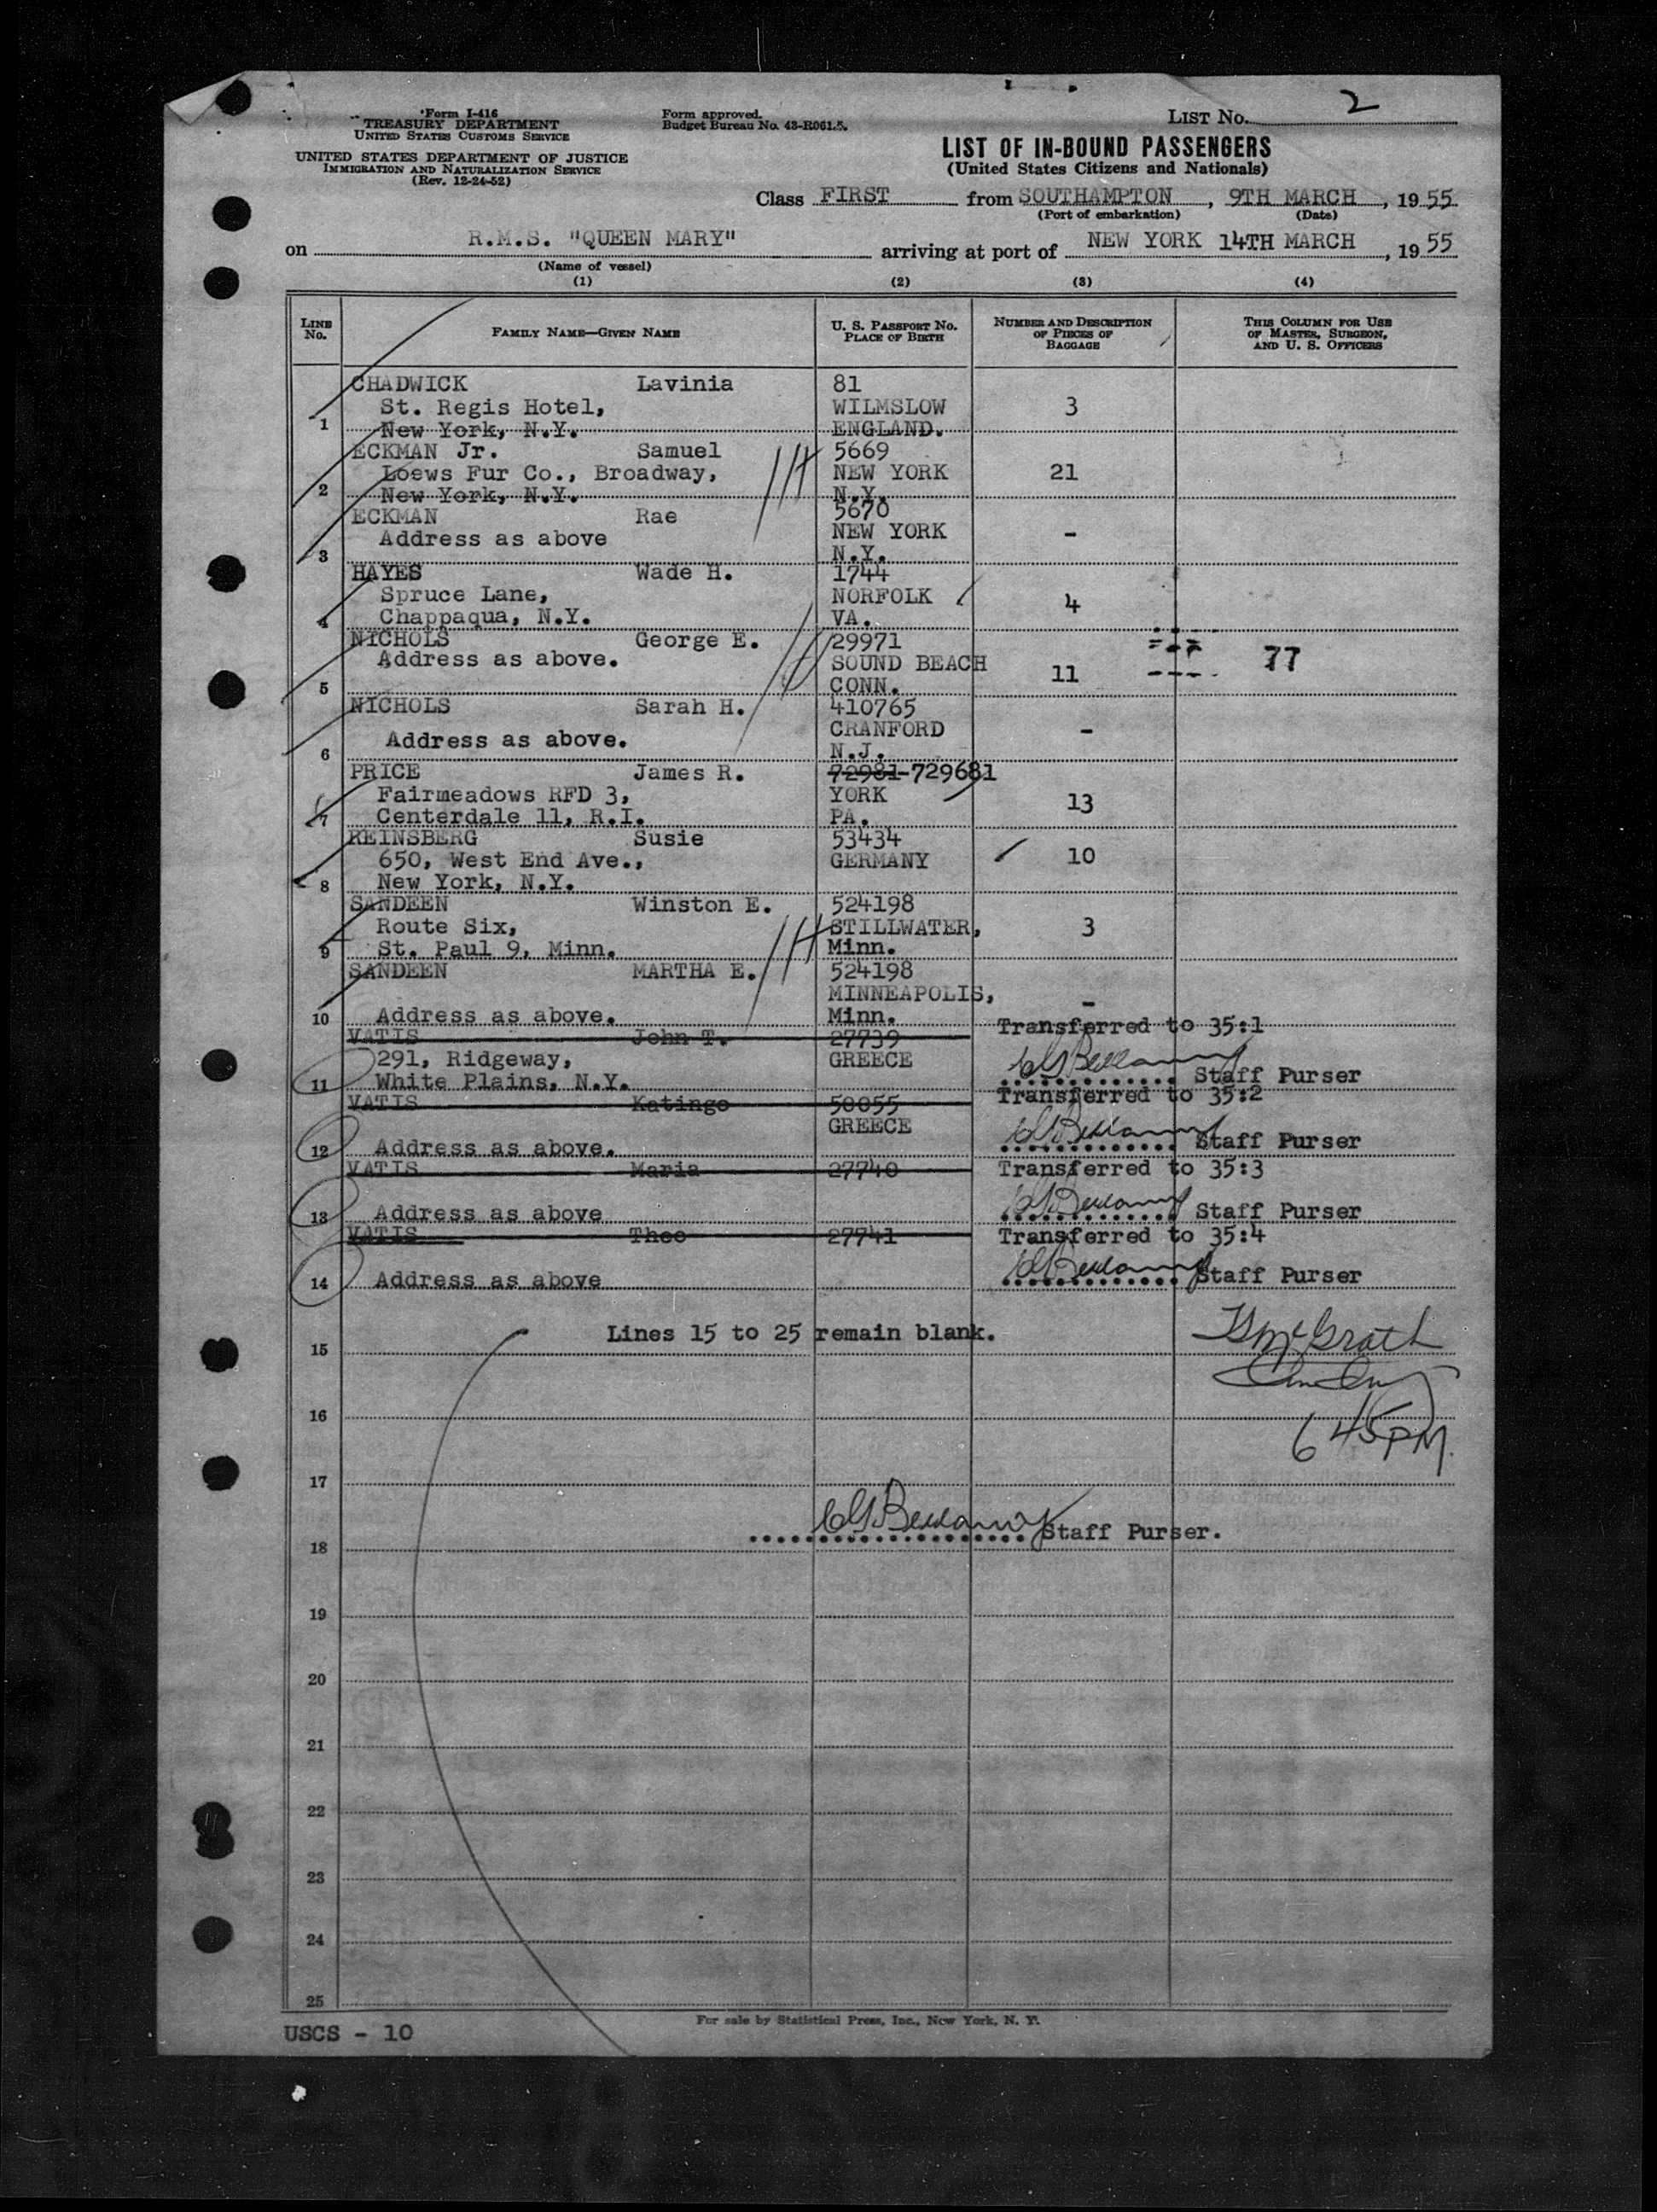 Form I-416
TREASURY DEPARTMENT
UNITED STATES CUSTOMS SERVICE
UNITED STATES DEPARTMENT OF JUSTICE
IMMIGRATION AND NATURALIZATION SERVICE
(Rev. 12-24-52)
Form approved.
Budget Bureau No. 43-R061.5.
LIST No. 2
LIST OF IN-BOUND PASSENGERS
(United States Citizens and Nationals)
Class FIRST from SOUTHAMPTON, 9TH MARCH, 1955
(Port of embarkation) (Date)
on R.M.S. "QUEEN MARY" arriving at port of NEW YORK 14TH MARCH, 1955
(Name of vessel)
(1) (2) (3) (4)
LINE No. FAMILY NAME—GIVEN NAME U. S. PASSPORT No. PLACE OF BIRTH NUMBER AND DESCRIPTION OF PIECES OF BAGGAGE THIS COLUMN FOR USE OF MASTER, SURGEON, AND U. S. OFFICERS
CHADWICK Lavinia 81
St. Regis Hotel, WILMSLOW 3
1 New York, N.Y. ENGLAND.
ECKMAN Jr. Samuel 5669
Loews Fur Co., Broadway, NEW YORK 21
2 New York, N.Y. N.Y.
ECKMAN Rae 5670
Address as above NEW YORK -
3 N.Y.
HAYES Wade H. 1744
Spruce Lane, NORFOLK 4
4 Chappaqua, N.Y. VA.
NICHOLS George E. 29971
Address as above. SOUND BEACH 11 77
5 CONN.
NICHOLS Sarah H. 410765
Address as above. CRANFORD -
6 N.J.
PRICE James R. 72981-729681
Fairmeadows RFD 3, YORK 13
7 Centerdale 11, R.I. PA.
REINSBERG Susie 53434
650, West End Ave., GERMANY 10
8 New York, N.Y.
SANDEEN Winston E. 524198
Route Six, STILLWATER, 3
9 St. Paul 9, Minn. Minn.
SANDEEN MARTHA E. 524198
MINNEAPOLIS, -
10 Address as above. Minn.
VATIS John T. 27739 Transferred to 35:1
291, Ridgeway, GREECE
11 White Plains, N.Y. Staff Purser
VATIS Katingo 50055 Transferred to 35:2
GREECE
12 Address as above. Staff Purser
VATIS Maria 27740 Transferred to 35:3
13 Address as above Staff Purser
VATIS Theo 27741 Transferred to 35:4
14 Address as above Staff Purser
Lines 15 to 25 remain blank.
15
McGrath
16
6 45 PM.
17
Staff Purser.
18
19
20
21
22
23
24
25
For sale by Statistical Press, Inc., New York, N. Y.
USCS - 10